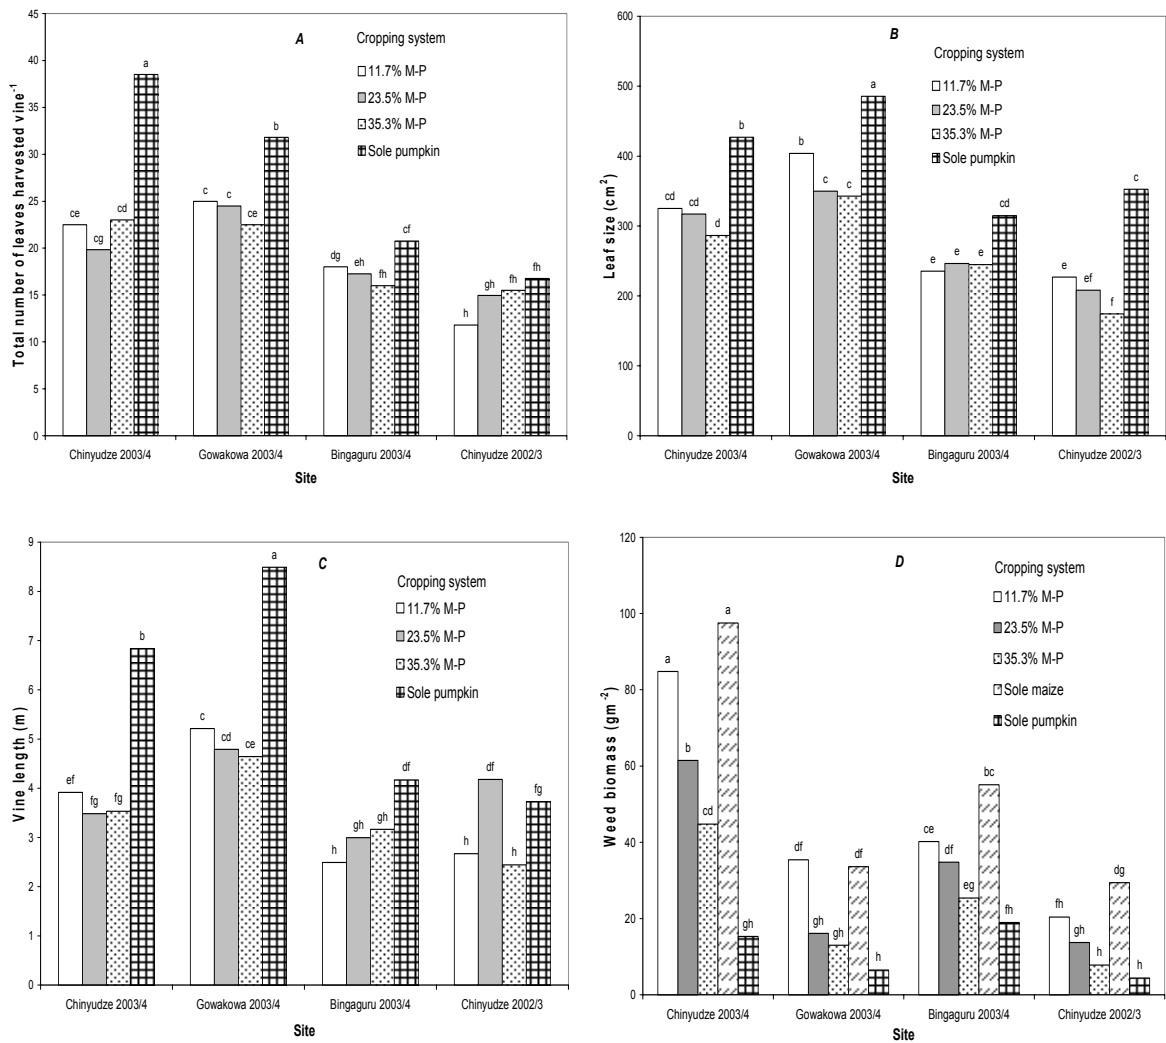 A
Cropping system
11.7% M-P
23.5% M-P
35.3% M-P
Sole pumpkin
Total number of leaves harvested vine⁻¹
45
40
35
30
25
20
15
10
5
0
ce cg cd a
c c ce b
dg eh fh cf
h gh fh fh
Chinyudze 2003/4 Gowakowa 2003/4 Bingaguru 2003/4 Chinyudze 2002/3
Site
B
Cropping system
11.7% M-P
23.5% M-P
35.3% M-P
Sole pumpkin
Leaf size (cm²)
600
500
400
300
200
100
0
cd cd d b
b c c a
e e e cd
e ef f c
Chinyudze 2003/4 Gowakowa 2003/4 Bingaguru 2003/4 Chinyudze 2002/3
Site
C
Cropping system
11.7% M-P
23.5% M-P
35.3% M-P
Sole pumpkin
Vine length (m)
9
8
7
6
5
4
3
2
1
0
ef fg fg b
c cd ce a
h gh gh df
h df h fg
Chinyudze 2003/4 Gowakowa 2003/4 Bingaguru 2003/4 Chinyudze 2002/3
Site
D
Cropping system
11.7% M-P
23.5% M-P
35.3% M-P
Sole maize
Sole pumpkin
Weed biomass (gm⁻²)
120
100
80
60
40
20
0
a b cd a gh
df gh gh df h
ce df eg bc fh
fh gh h dg h
Chinyudze 2003/4 Gowakowa 2003/4 Bingaguru 2003/4 Chinyudze 2002/3
Site